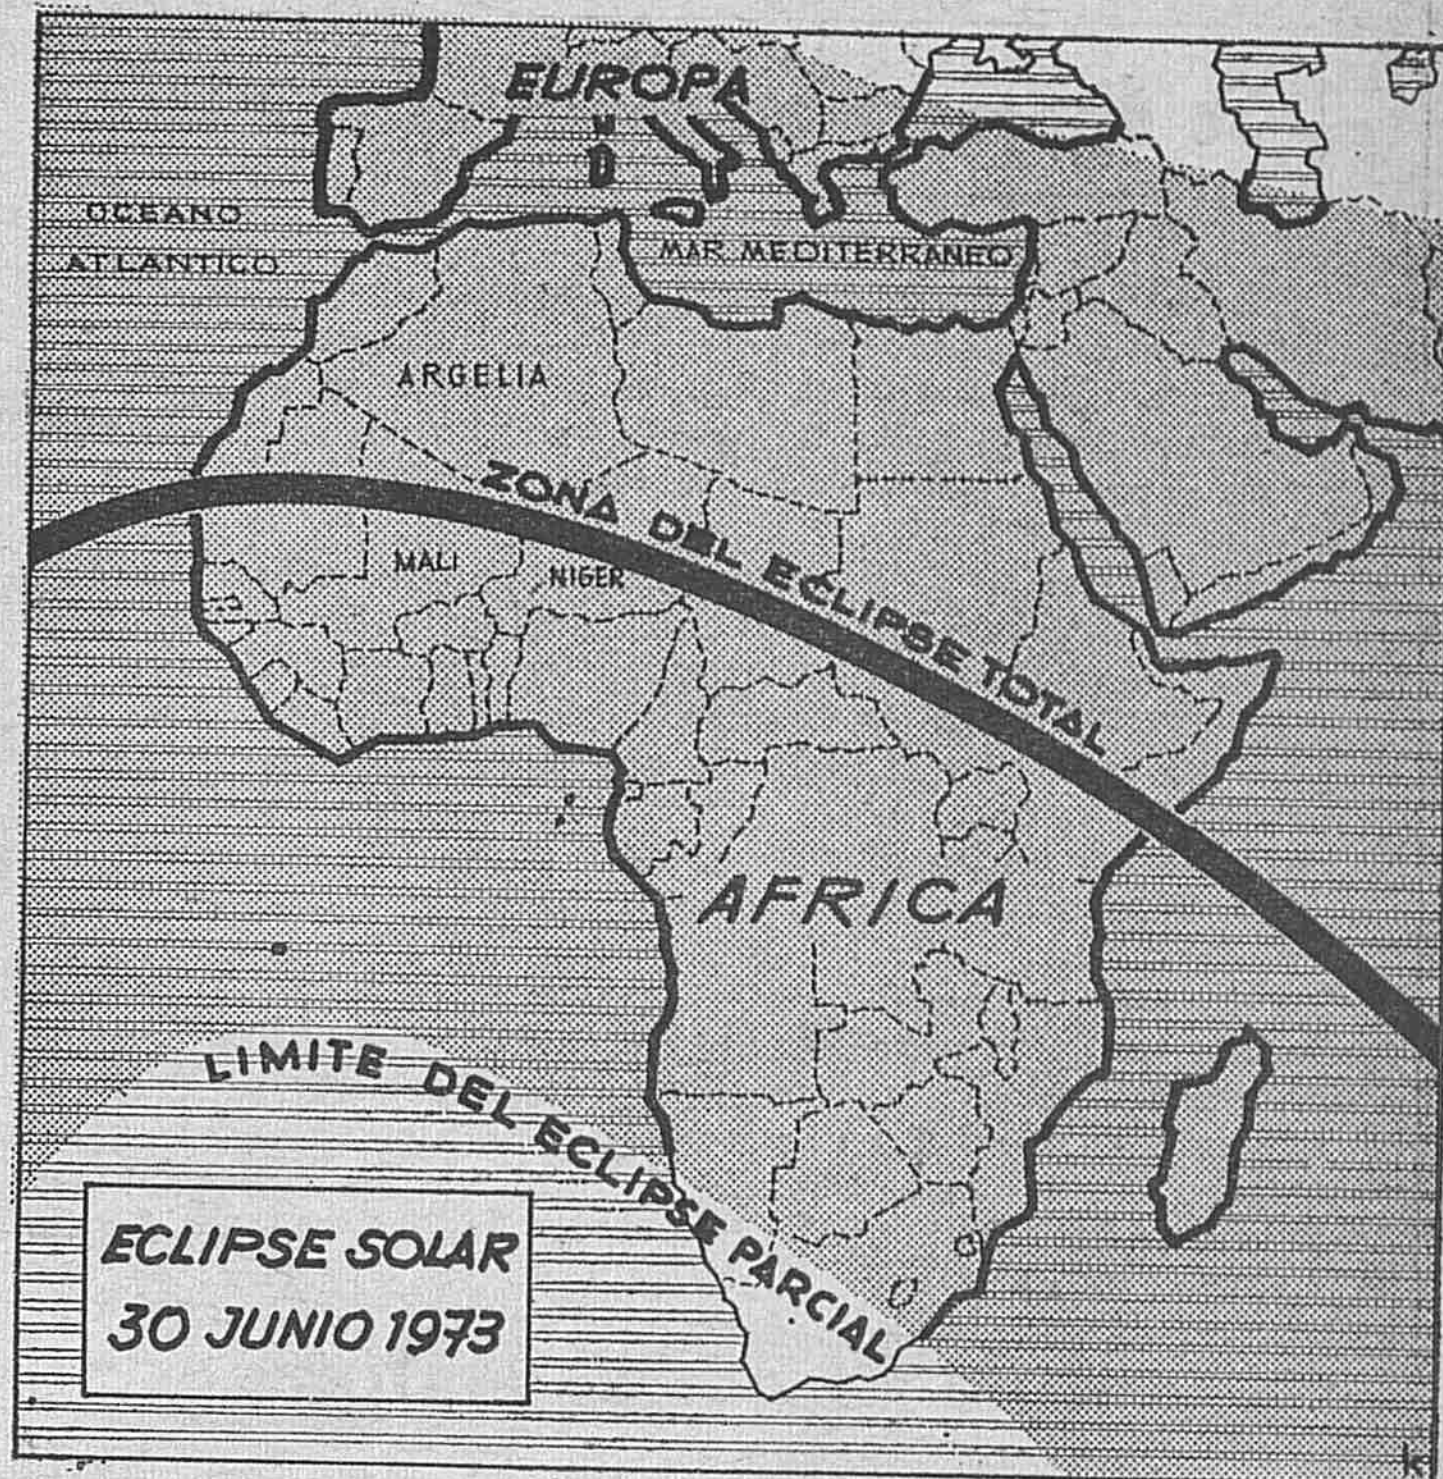 EUROPA
OCEANO
ATLANTICO
MAR MEDITERRANEO
ARGELIA
ZONA DEL ECLIPSE TOTAL
MALI
NIGER
AFRICA
LIMITE DEL ECLIPSE PARCIAL
ECLIPSE SOLAR
30 JUNIO 1973